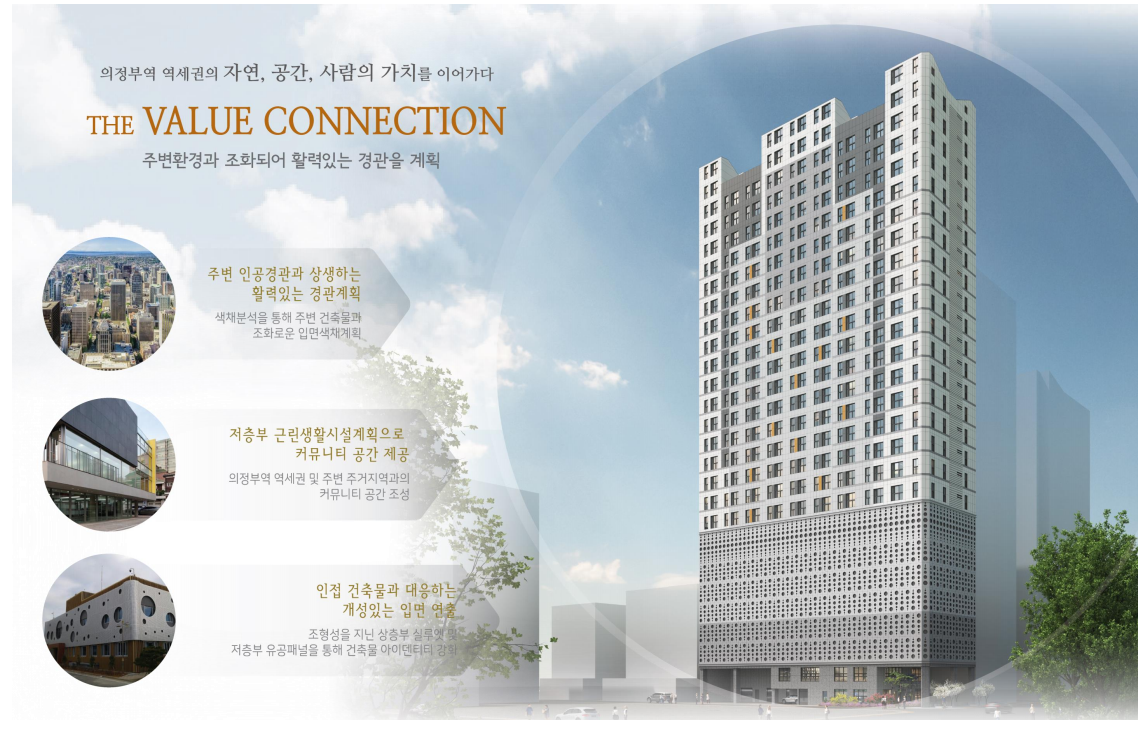 의정부역 역세권의 자연, 공간, 사람의 가치를 이어가다
THE VALUE CONNECTION
주변환경과 조화되어 활력있는 경관을 계획
주변 인공경관과 상생하는
활력있는 경관계획
색채분석을 통해 주변 건축물과
조화로운 입면색채계획
저층부 근린생활시설계획으로
커뮤니티 공간 제공
의정부역 역세권 및 주변 주거지역과의
커뮤니티 공간 조성
인접 건축물과 대응하는
개성있는 입면 연출
조형성을 지닌 상층부 실루엣 및
저층부 유공패널을 통해 건축물 아이덴티티 강화